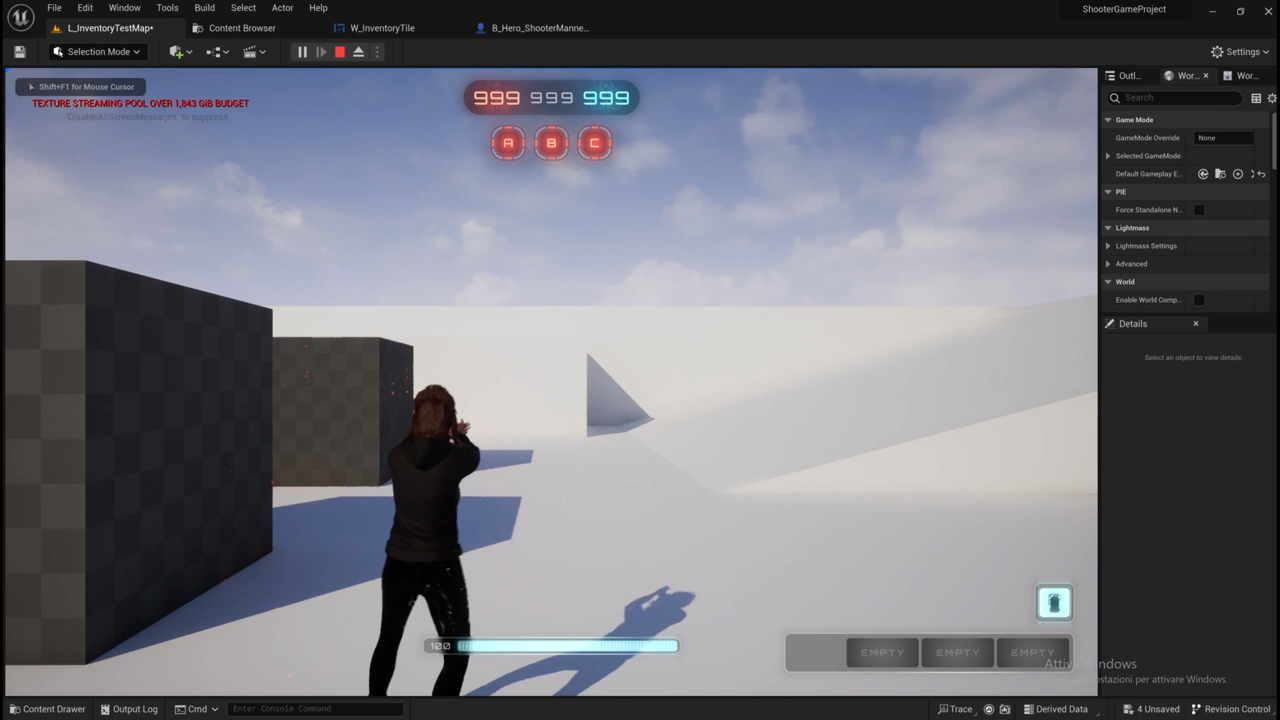 File Edit Window Tools Build Select Actor Help
ShooterGameProject
L_InventoryTestMap*
Content Browser
W_InventoryTile
B_Hero_ShooterManne...
Selection Mode
Settings
Shift+F1 for Mouse Cursor
TEXTURE STREAMING POOL OVER 1,843 GiB BUDGET
'DisableAllScreenMessages' to suppress
999 999 999
A B C
Outl...
Wor...
Wor...
Search
Game Mode
GameMode Override
None
Selected GameMode
Default Gameplay E...
PIE
Force Standalone N...
Lightmass
Lightmass Settings
Advanced
World
Enable World Comp...
Details
Select an object to view details.
100
EMPTY EMPTY EMPTY
Windows
per attivare Windows.
Content Drawer
Output Log
Cmd
Enter Console Command
Trace
Derived Data
4 Unsaved
Revision Control